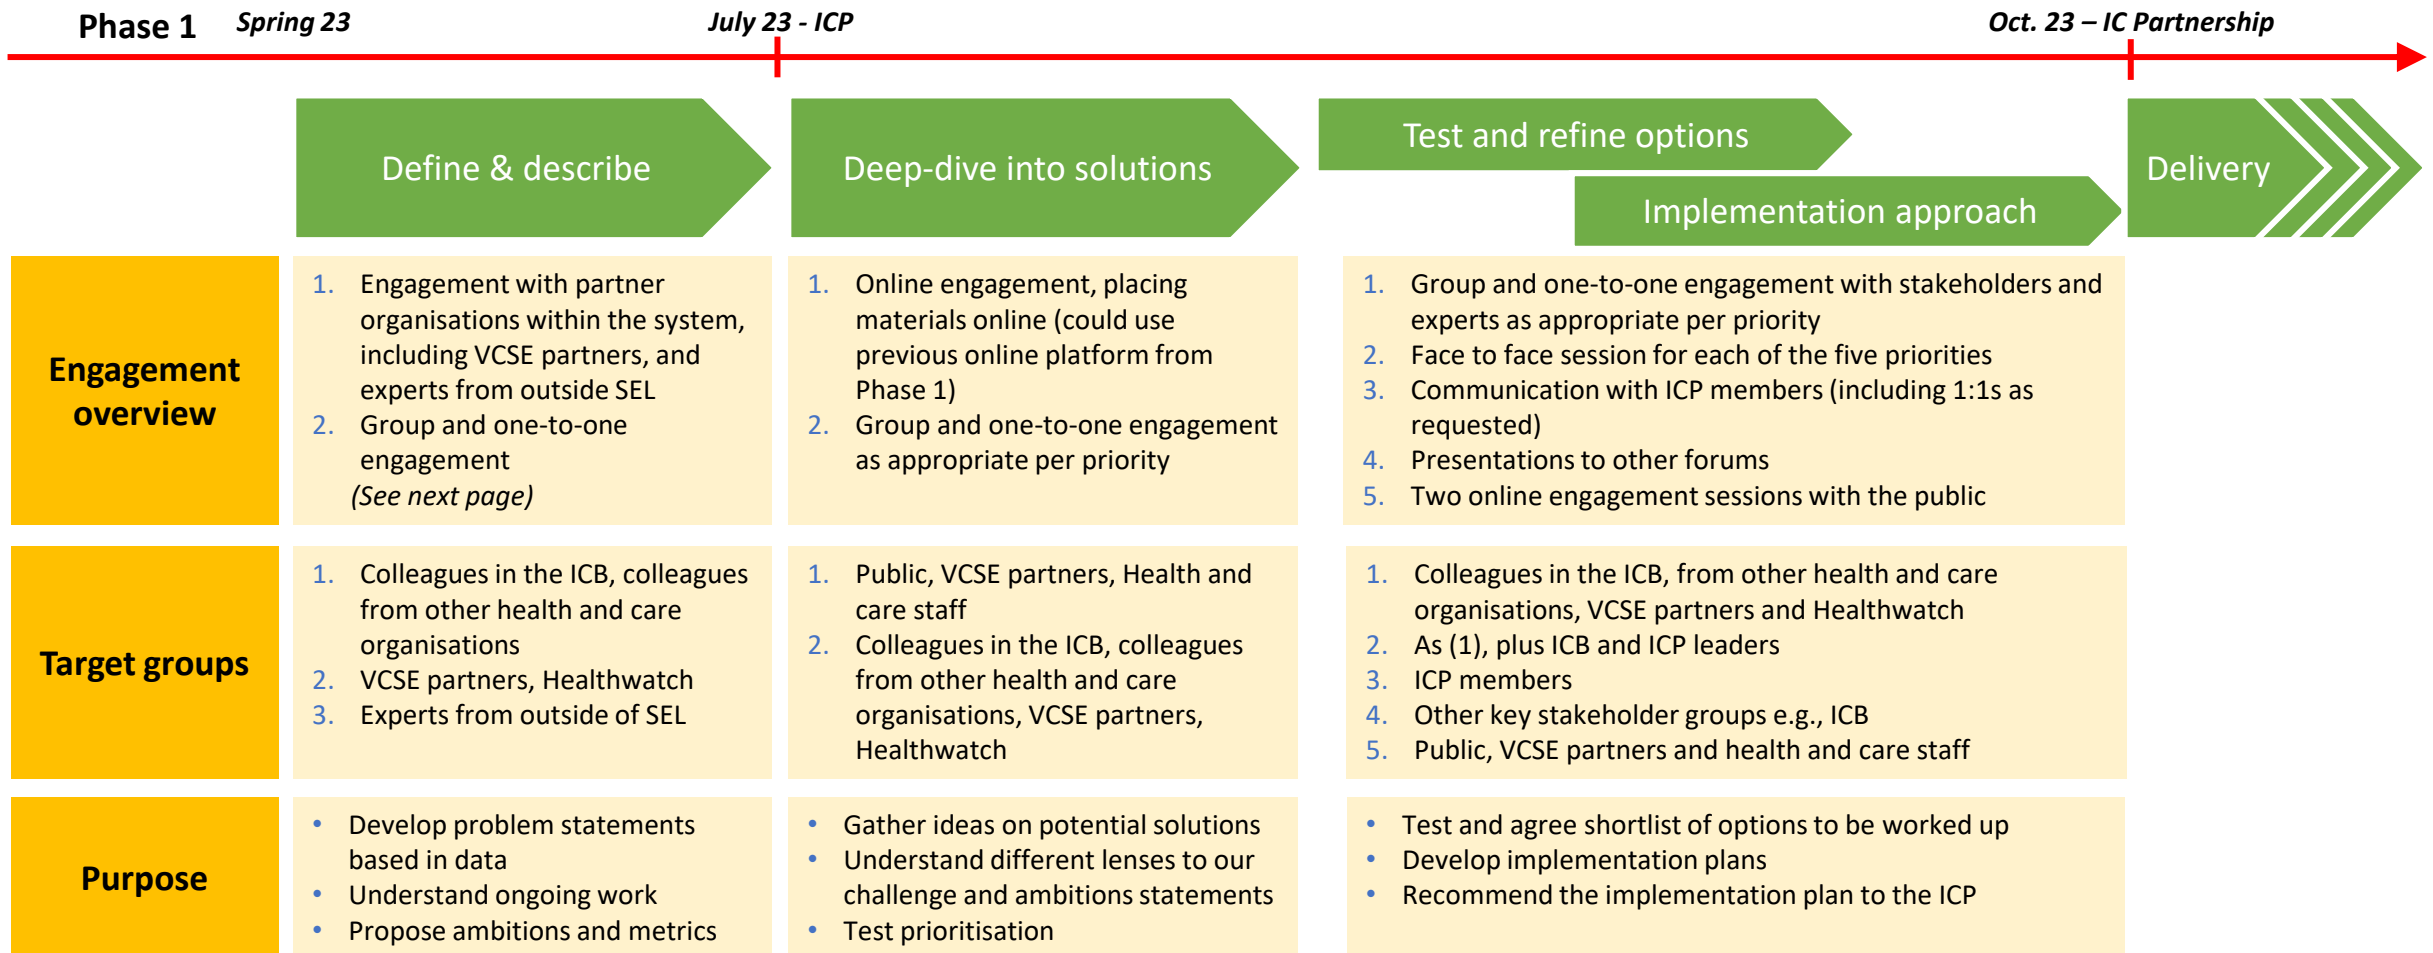 Phase 1
Spring 23
July 23 - ICP
Oct. 23 – IC Partnership
Define & describe
Deep-dive into solutions
Test and refine options
Implementation approach
Delivery
Engagement
overview
1. Engagement with partner
organisations within the system,
including VCSE partners, and
experts from outside SEL
2. Group and one-to-one
engagement
(See next page)
1. Online engagement, placing
materials online (could use
previous online platform from
Phase 1)
2. Group and one-to-one engagement
as appropriate per priority
1. Group and one-to-one engagement with stakeholders and
experts as appropriate per priority
2. Face to face session for each of the five priorities
3. Communication with ICP members (including 1:1s as
requested)
4. Presentations to other forums
5. Two online engagement sessions with the public
Target groups
1. Colleagues in the ICB, colleagues
from other health and care
organisations
2. VCSE partners, Healthwatch
3. Experts from outside of SEL
1. Public, VCSE partners, Health and
care staff
2. Colleagues in the ICB, colleagues
from other health and care
organisations, VCSE partners,
Healthwatch
1. Colleagues in the ICB, from other health and care
organisations, VCSE partners and Healthwatch
2. As (1), plus ICB and ICP leaders
3. ICP members
4. Other key stakeholder groups e.g., ICB
5. Public, VCSE partners and health and care staff
Purpose
• Develop problem statements
based in data
• Understand ongoing work
• Propose ambitions and metrics
• Gather ideas on potential solutions
• Understand different lenses to our
challenge and ambitions statements
• Test prioritisation
• Test and agree shortlist of options to be worked up
• Develop implementation plans
• Recommend the implementation plan to the ICP